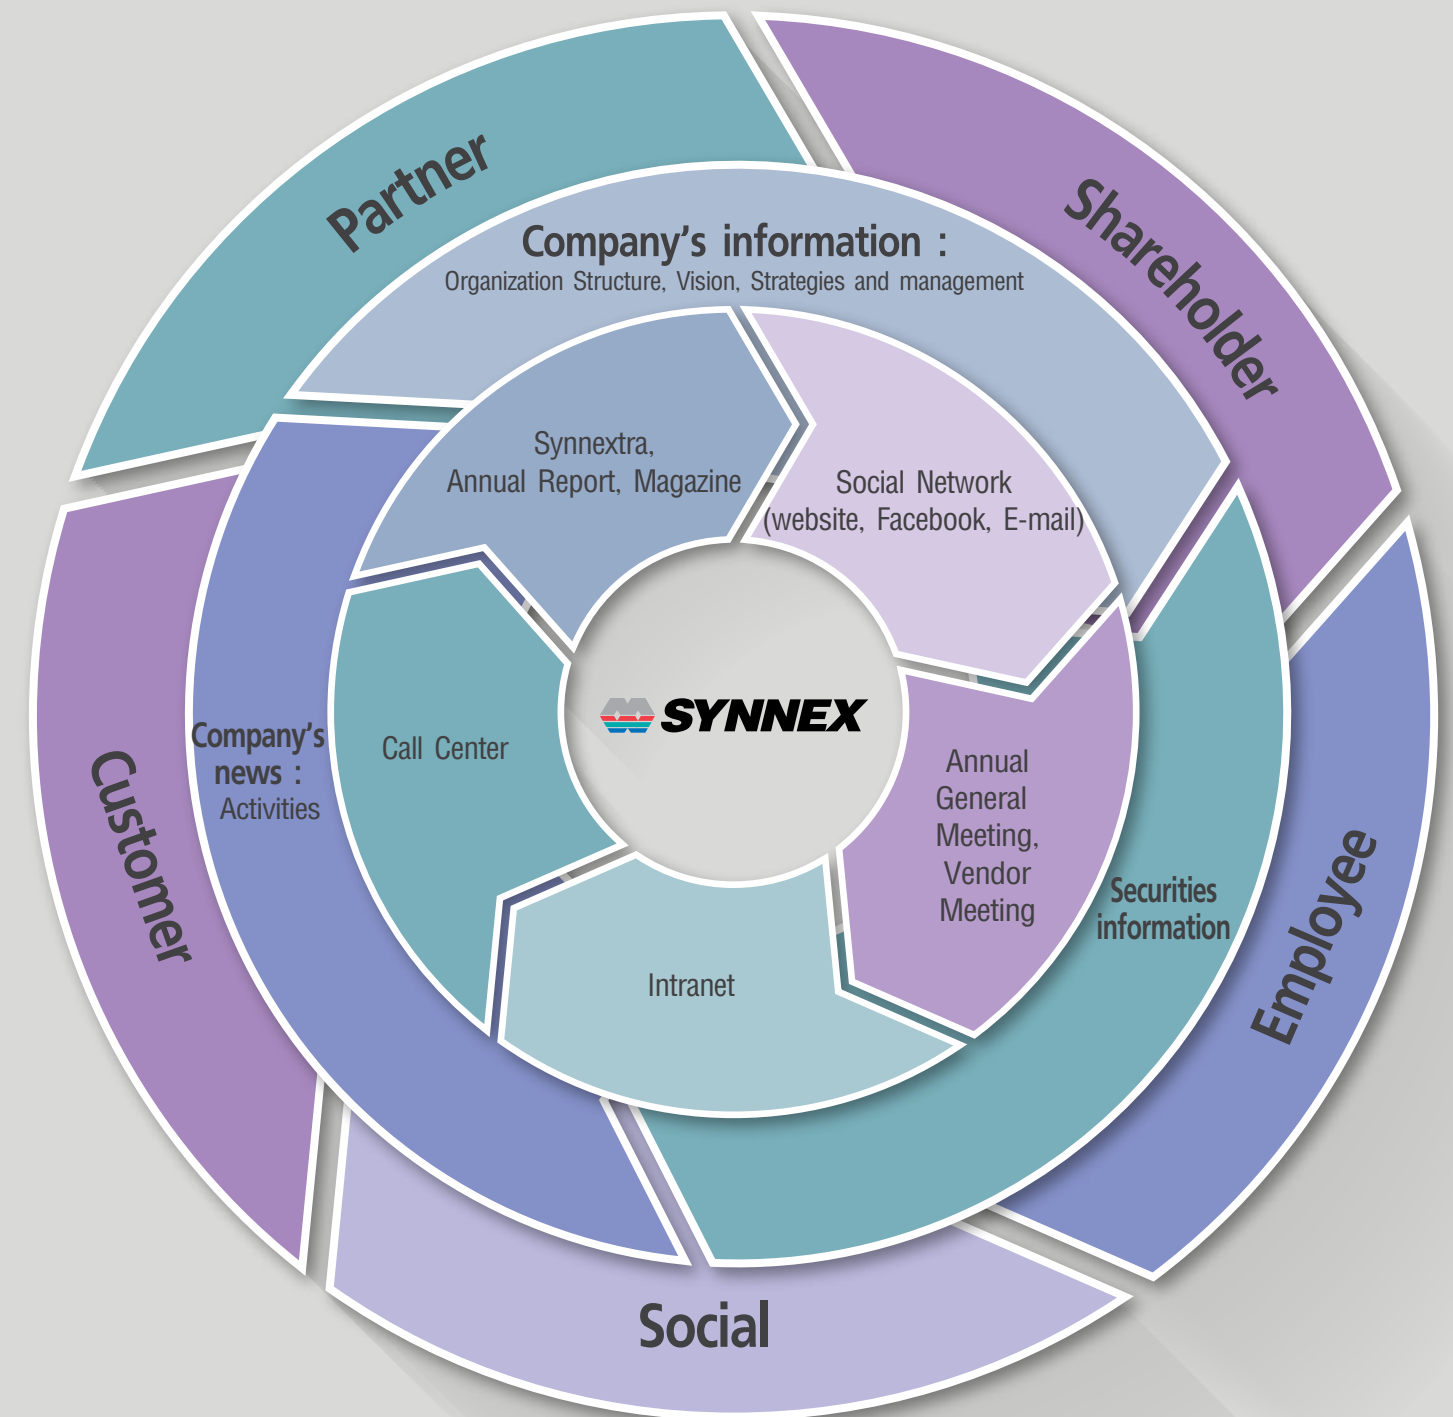 Partner
Shareholder
Company's information :
Organization Structure, Vision, Strategies and management
Synnextra,
Annual Report, Magazine
Social Network
(website, Facebook, E-mail)
SYNNEX
Company's
news :
Activities
Call Center
Annual
General
Meeting,
Vendor
Meeting
Securities
information
Customer
Employee
Intranet
Social